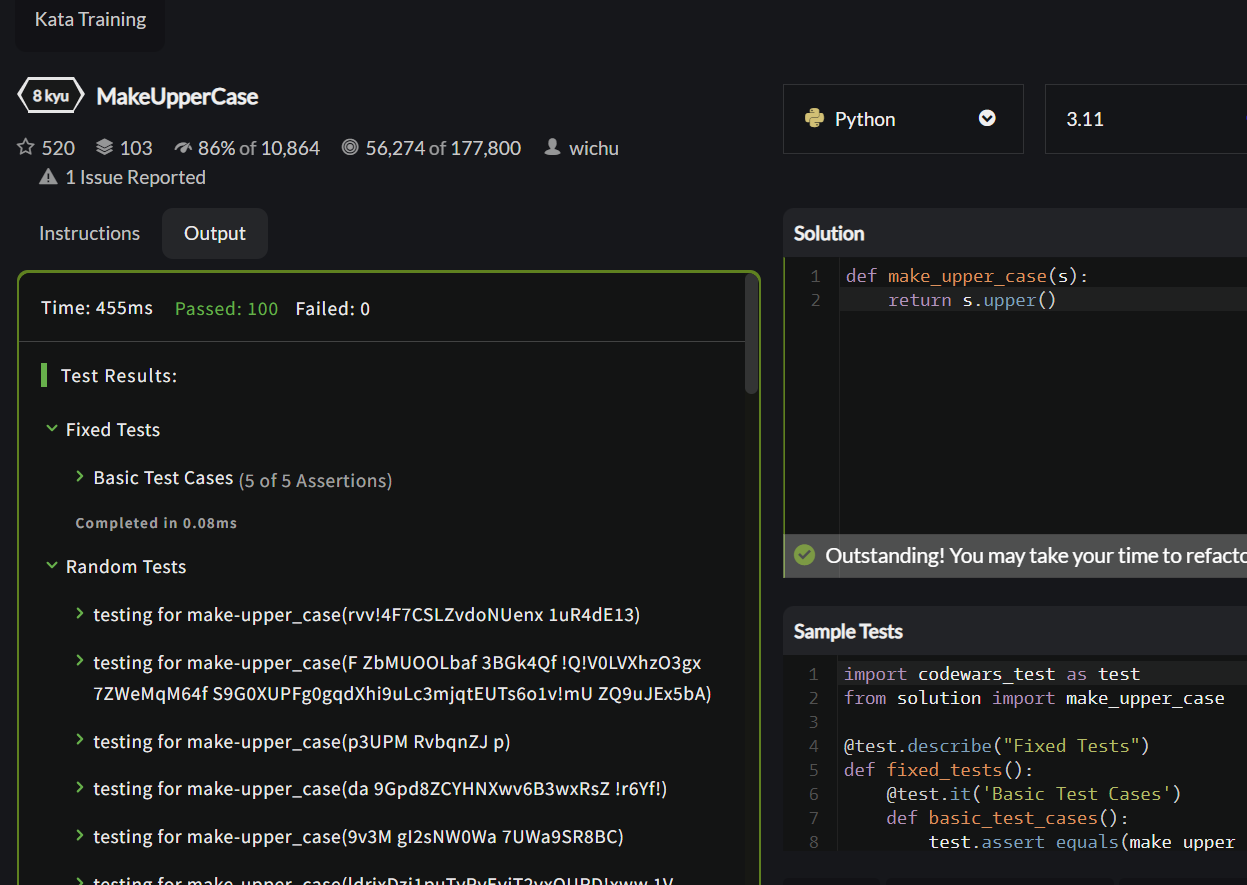 Kata Training
8 kyu MakeUpperCase
520 103 86% of 10,864 56,274 of 177,800 wichu
1 Issue Reported
Instructions Output
Time: 455ms Passed: 100 Failed: 0
Test Results:
Fixed Tests
Basic Test Cases (5 of 5 Assertions)
Completed in 0.08ms
Random Tests
testing for make-upper_case(rvv!4F7CSLZvdoNUenx 1uR4dE13)
testing for make-upper_case(F ZbMUOOLbaf 3BGk4Qf !Q!V0LVXhzO3gx
7ZWeMqM64f S9G0XUPFg0gqdXhi9uLc3mjqtEUTs6o1v!mU ZQ9uJEx5bA)
testing for make-upper_case(p3UPM RvbqnZJ p)
testing for make-upper_case(da 9Gpd8ZCYHNXwv6B3wxRsZ !r6Yf!)
testing for make-upper_case(9v3M gI2sNW0Wa 7UWa9SR8BC)
Python 3.11
Solution
1 def make_upper_case(s):
2     return s.upper()
Outstanding! You may take your time to refacto
Sample Tests
1 import codewars_test as test
2 from solution import make_upper_case
3
4 @test.describe("Fixed Tests")
5 def fixed_tests():
6     @test.it('Basic Test Cases')
7     def basic_test_cases():
8         test.assert_equals(make_upper